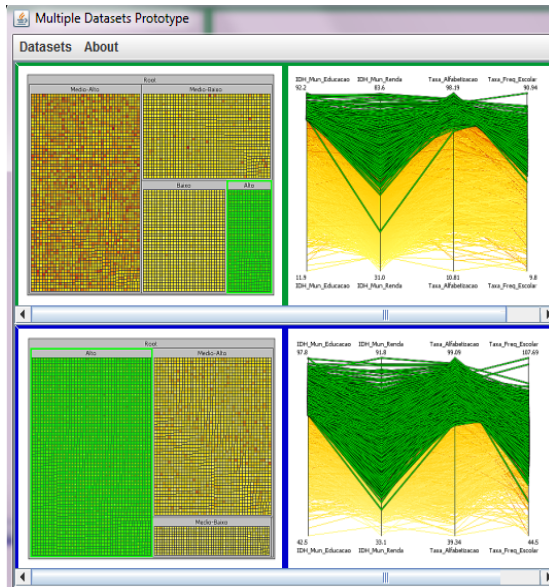 Multiple Datasets Prototype
Datasets About
Root
Medio-Alto Medio-Baixo
Baixo Alto
IDH_Mun_Educacao IDH_Mun_Renda Taxa_Alfabetizacao Taxa_Freq_Escolar
92.2 83.6 98.19 90.94
11.9 31.0 10.81 9.8
IDH_Mun_Educacao IDH_Mun_Renda Taxa_Alfabetizacao Taxa_Freq_Escolar
Root
Alto Medio-Alto
Medio-Baixo
IDH_Mun_Educacao IDH_Mun_Renda Taxa_Alfabetizacao Taxa_Freq_Escolar
97.8 91.8 99.09 107.69
42.5 33.1 39.34 44.5
IDH_Mun_Educacao IDH_Mun_Renda Taxa_Alfabetizacao Taxa_Freq_Escolar